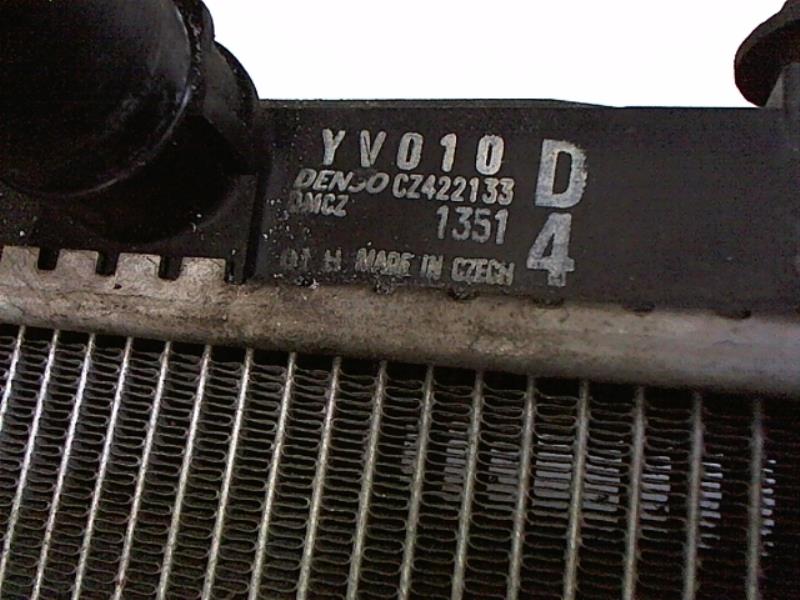 YV010 D
DENSO CZ422133
DMCZ 1351
4
H MADE IN CZECH